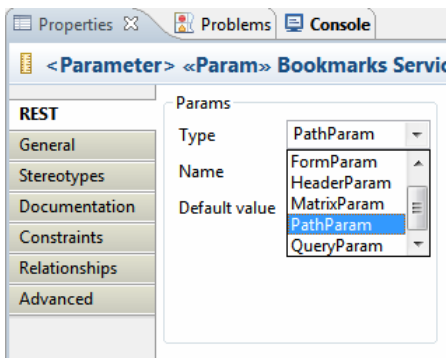 Properties Problems Console
<Parameter> «Param» Bookmarks Servic
REST
General
Stereotypes
Documentation
Constraints
Relationships
Advanced
Params
Type PathParam
Name
Default value
FormParam
HeaderParam
MatrixParam
PathParam
QueryParam